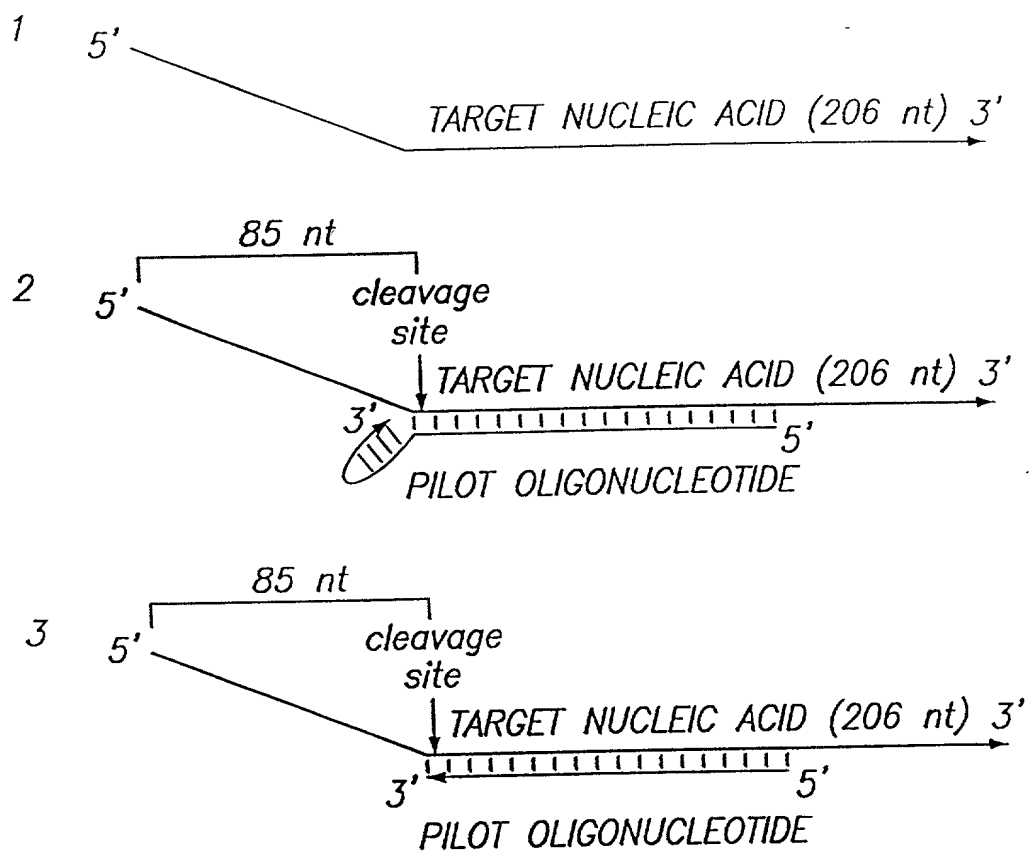 1
5'
TARGET NUCLEIC ACID (206 nt) 3'
85 nt
2
5'
cleavage
site
TARGET NUCLEIC ACID (206 nt) 3'
3'
5'
PILOT OLIGONUCLEOTIDE
85 nt
3
5'
cleavage
site
TARGET NUCLEIC ACID (206 nt) 3'
3'
5'
PILOT OLIGONUCLEOTIDE